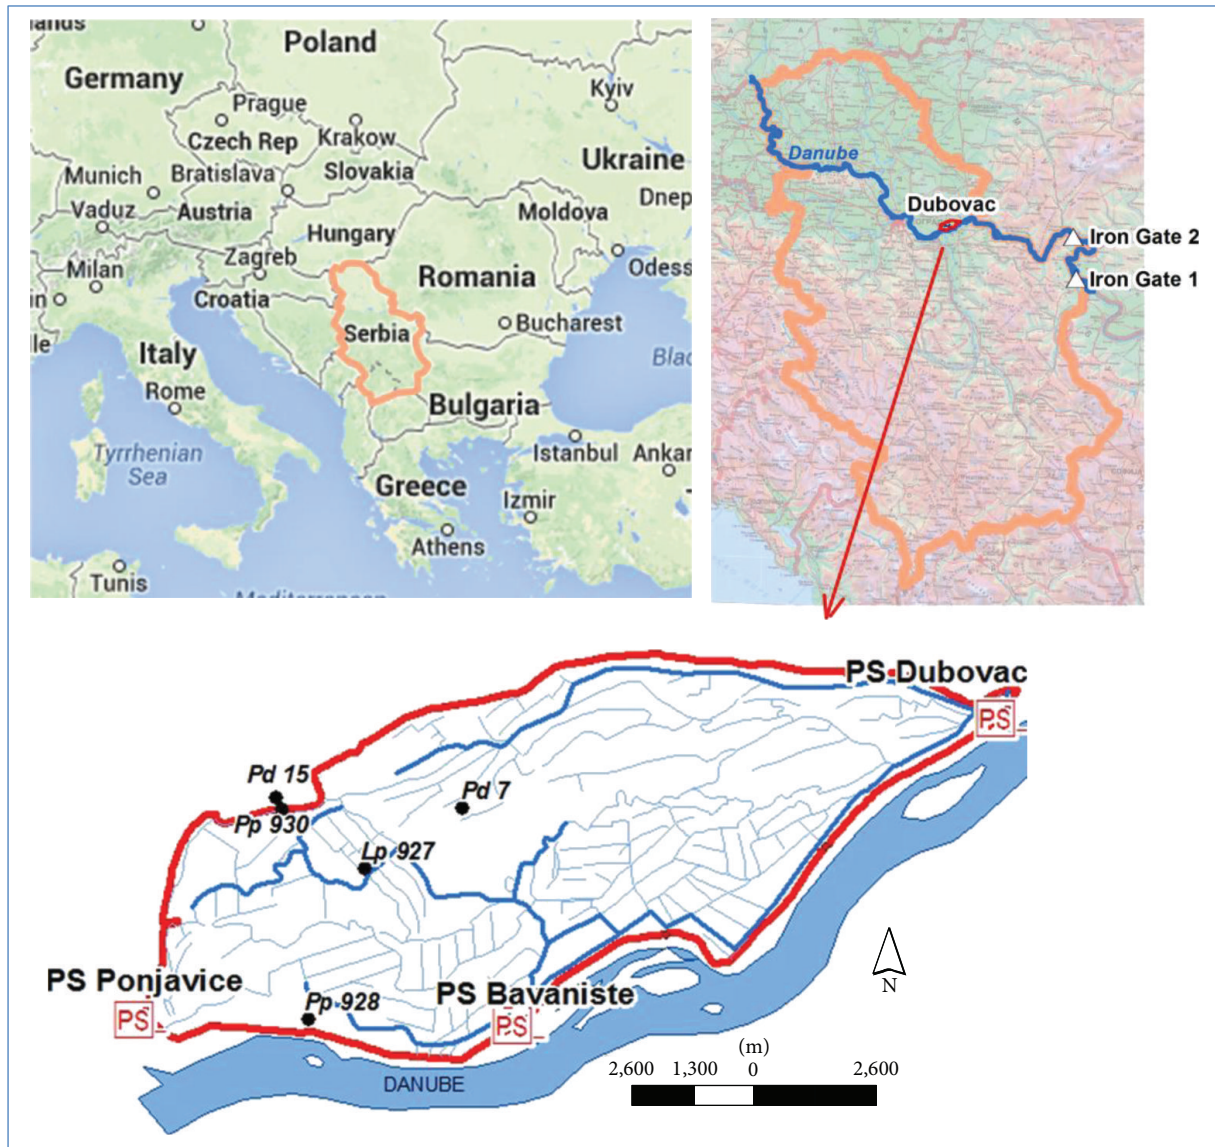 Poland
Germany
Kyiv
Prague
Czech Rep
Krakow
Ukraine
Munich
Bratislava
Slovakia
Dnep
Vaduz
Austria
Moldova
Hungary
Milan
Zagreb
Odess
Croatia
Romania
Serbia
Bucharest
Italy
Rome
Bulgaria
Istanbul
Ankar
Tyrrhenian
Sea
Greece
Izmir
Athens
Tunis
Danube
Dubovac
Iron Gate 2
Iron Gate 1
PS Dubovac
PS
Pd 15
Pd 7
Pp 930
Lp 927
PS Ponjavice
PS
Pp 928
PS Bavaniste
PS
DANUBE
N
(m)
2,600 1,300 0 2,600